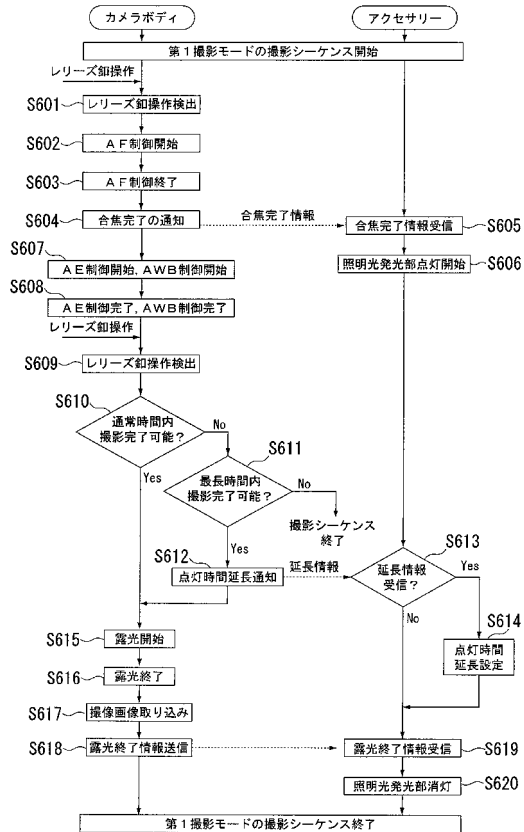 カメラボディ
アクセサリー
第1撮影モードの撮影シーケンス開始
レリーズ釦操作
S601
レリーズ釦操作検出
S602
AF制御開始
S603
AF制御終了
S604
合焦完了の通知
合焦完了情報
合焦完了情報受信
S605
照明光発光部点灯開始
S606
S607
AE制御開始,AWB制御開始
S608
AE制御完了,AWB制御完了
レリーズ釦操作
S609
レリーズ釦操作検出
S610
通常時間内
撮影完了可能?
No
Yes
S611
最長時間内
撮影完了可能?
No
撮影シーケンス
終了
Yes
S612
点灯時間延長通知
延長情報
S613
延長情報
受信?
Yes
No
S614
点灯時間
延長設定
S615
露光開始
S616
露光終了
S617
撮像画像取り込み
S618
露光終了情報送信
露光終了情報受信
S619
照明光発光部消灯
S620
第1撮影モードの撮影シーケンス終了